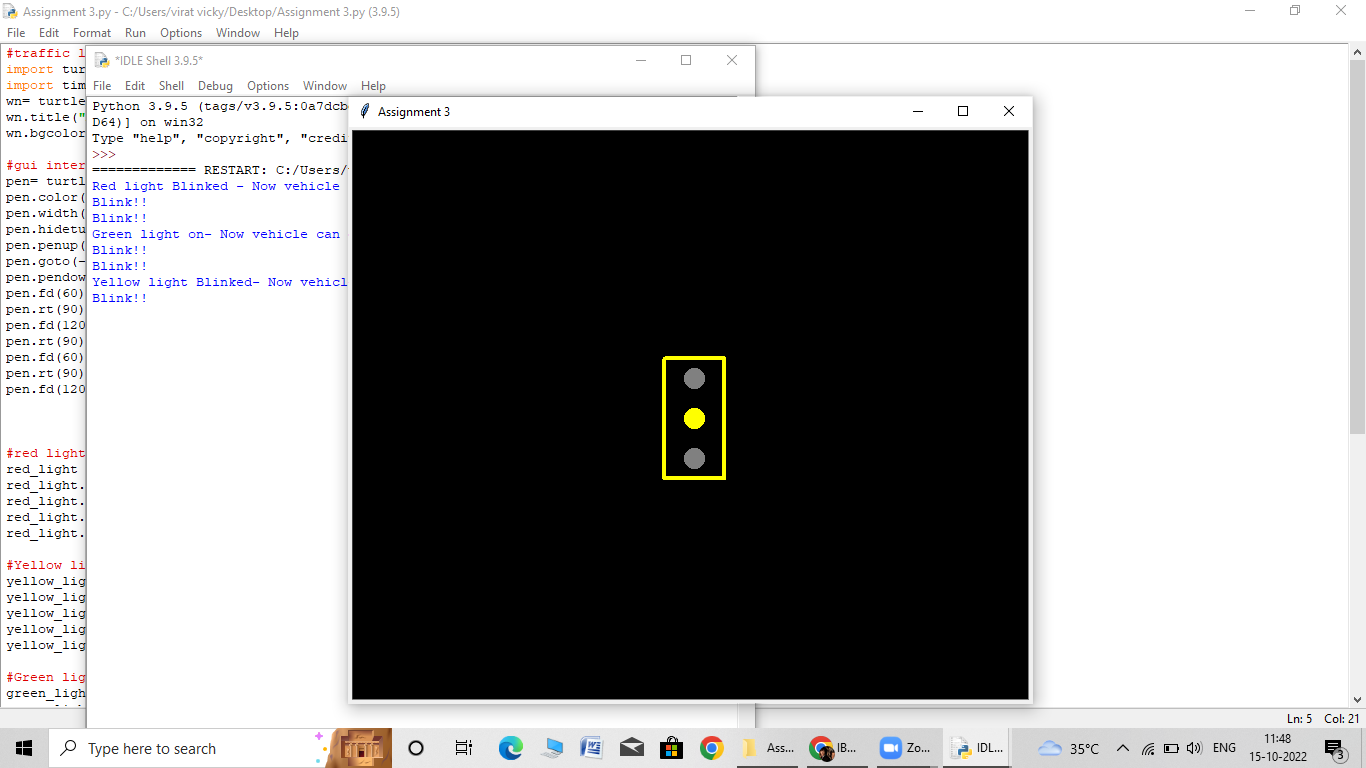 Assignment 3.py - C:/Users/virat vicky/Desktop/Assignment 3.py (3.9.5)
File Edit Format Run Options Window Help
#traffic l
import tur
import tim
wn= turtle
wn.title("
wn.bgcolor
#gui inter
pen= turtl
pen.color(
pen.width(
pen.hidetu
pen.penup(
pen.goto(-
pen.pendow
pen.fd(60)
pen.rt(90)
pen.fd(120
pen.rt(90)
pen.fd(60)
pen.rt(90)
pen.fd(120
#red light
red_light
red_light.
red_light.
red_light.
red_light.
#Yellow li
yellow_lig
yellow_lig
yellow_lig
yellow_lig
yellow_lig
#Green lig
green_ligh
*IDLE Shell 3.9.5*
File Edit Shell Debug Options Window Help
Python 3.9.5 (tags/v3.9.5:0a7dcb
D64)] on win32
Type "help", "copyright", "credi
>>>
============= RESTART: C:/Users/
Red light Blinked - Now vehicle
Blink!!
Blink!!
Green light on- Now vehicle can
Blink!!
Blink!!
Yellow light Blinked- Now vehicl
Blink!!
Assignment 3
Ln: 5 Col: 21
Type here to search
Ass...
IB...
Zo...
IDL...
35°C
ENG
11:48
15-10-2022
3